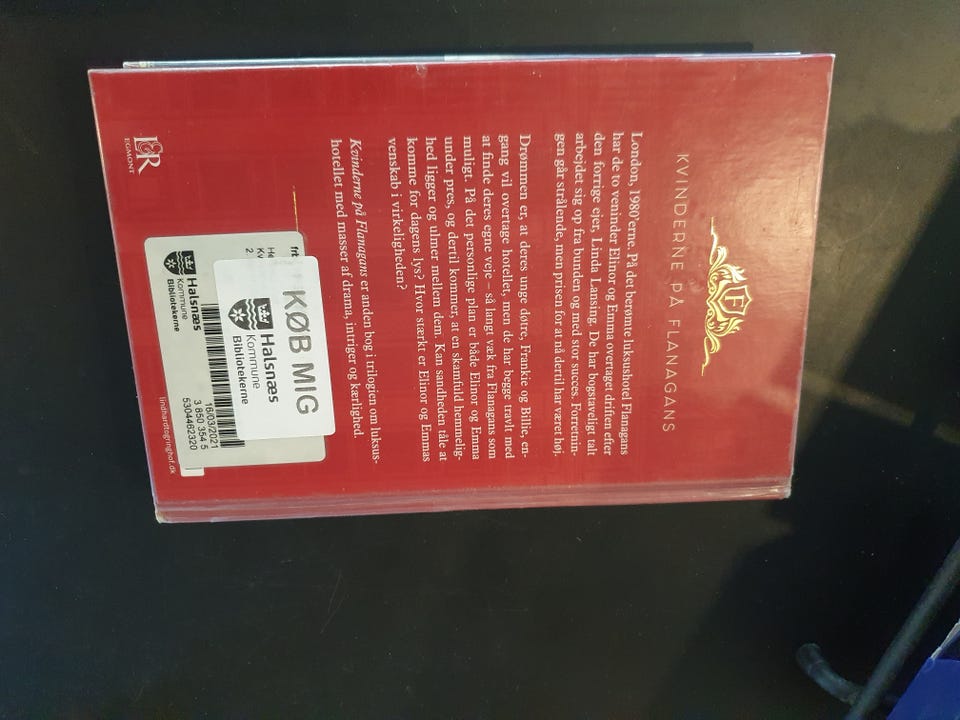 F
KVINDERNE PÅ FLANAGANS
London, 1980'erne. På det berømte luksushotel Flanagans
har de to veninder Elinor og Emma overtaget driften efter
den forrige ejer, Linda Lansing. De har bogstaveligt talt
arbejdet sig op fra bunden og med stor succes. Forretnin-
gen går strålende, men prisen for at nå dertil har været høj.
Drømmen er, at deres unge døtre, Frankie og Billie, en-
gang vil overtage hotellet, men de har begge travlt med
at finde deres egne veje – så langt væk fra Flanagans som
muligt. På det personlige plan er både Elinor og Emma
under pres, og dertil kommer, at en skamfuld hemmelig-
hed ligger og ulmer mellem dem. Kan sandheden tåle at
komme for dagens lys? Hvor stærkt er Elinor og Emmas
venskab i virkeligheden?
Kvinderne på Flanagans er anden bog i trilogien om luksus-
hotellet med masser af drama, intriger og kærlighed.
KØB MIG
Halsnæs
Kommune
Bibliotekerne
Halsnæs
Kommune
Bibliotekerne
16/03/2021
3 850 354 5
5304462320
L&R
EGMONT
lindhardtogringhof.dk